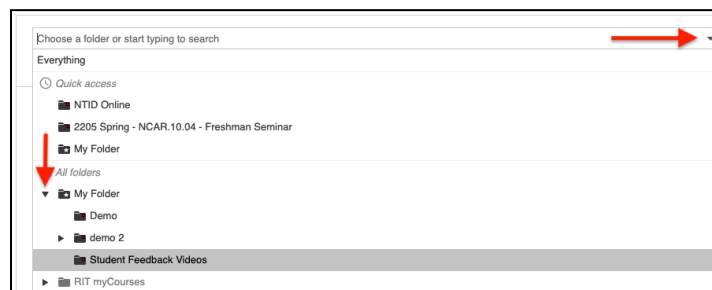 Choose a folder or start typing to search
Everything
Quick access
NTID Online
2205 Spring - NCAR.10.04 - Freshman Seminar
My Folder
All folders
My Folder
Demo
demo 2
Student Feedback Videos
RIT myCourses